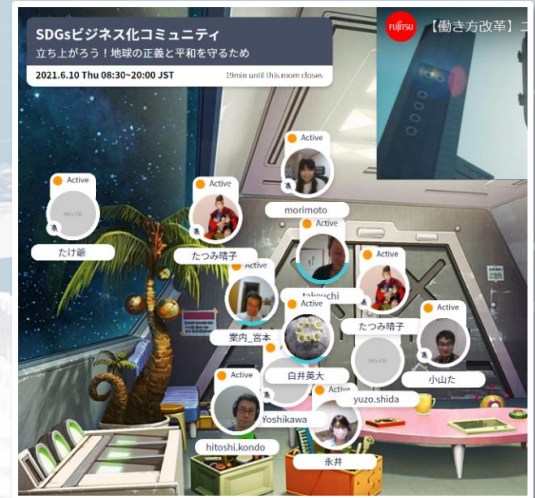 SDGsビジネス化コミュニティ
立ち上がろう！地球の正義と平和を守るため
2021.6.10 Thu 08:30~20:00 JST
19min until this room closes
FUJITSU
【働き方改革】
Active
morimoto
Active
たけ爺
Active
たつみ晴子
Active
takeuchi
Active
案内_宮本
Active
たつみ晴子
Active
白井英大
Active
小山た
yuzo.shida
Yoshikawa
Active
hitoshi.kondo
Active
永井